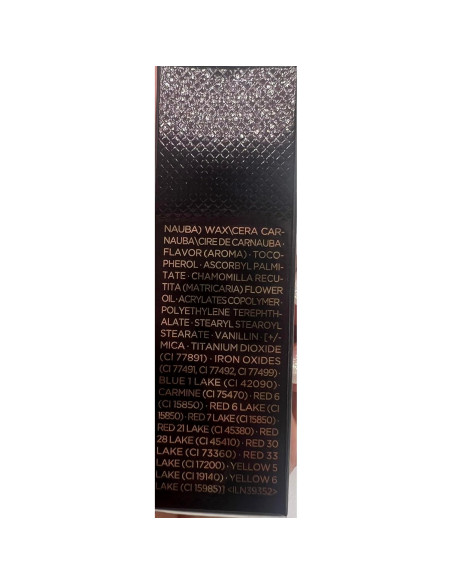 NAUBA) WAX\CERA CAR-
NAUBA\CIRE DE CARNAUBA ·
FLAVOR (AROMA) · TOCO-
PHEROL · ASCORBYL PALMI-
TATE · CHAMOMILLA RECU-
TITA (MATRICARIA) FLOWER
OIL · ACRYLATES COPOLYMER ·
POLYETHYLENE TEREPHTH-
ALATE · STEARYL STEAROYL
STEARATE · VANILLIN · [+/-
MICA · TITANIUM DIOXIDE
(CI 77891) · IRON OXIDES
(CI 77491, CI 77492, CI 77499) ·
BLUE 1 LAKE (CI 42090) ·
CARMINE (CI 75470) · RED 6
(CI 15850) · RED 6 LAKE (CI
15850) · RED 7 LAKE (CI 15850) ·
RED 21 LAKE (CI 45380) · RED
28 LAKE (CI 45410) · RED 30
LAKE (CI 73360) · RED 33
LAKE (CI 17200) · YELLOW 5
LAKE (CI 19140) · YELLOW 6
LAKE (CI 15985)] <ILN39352>